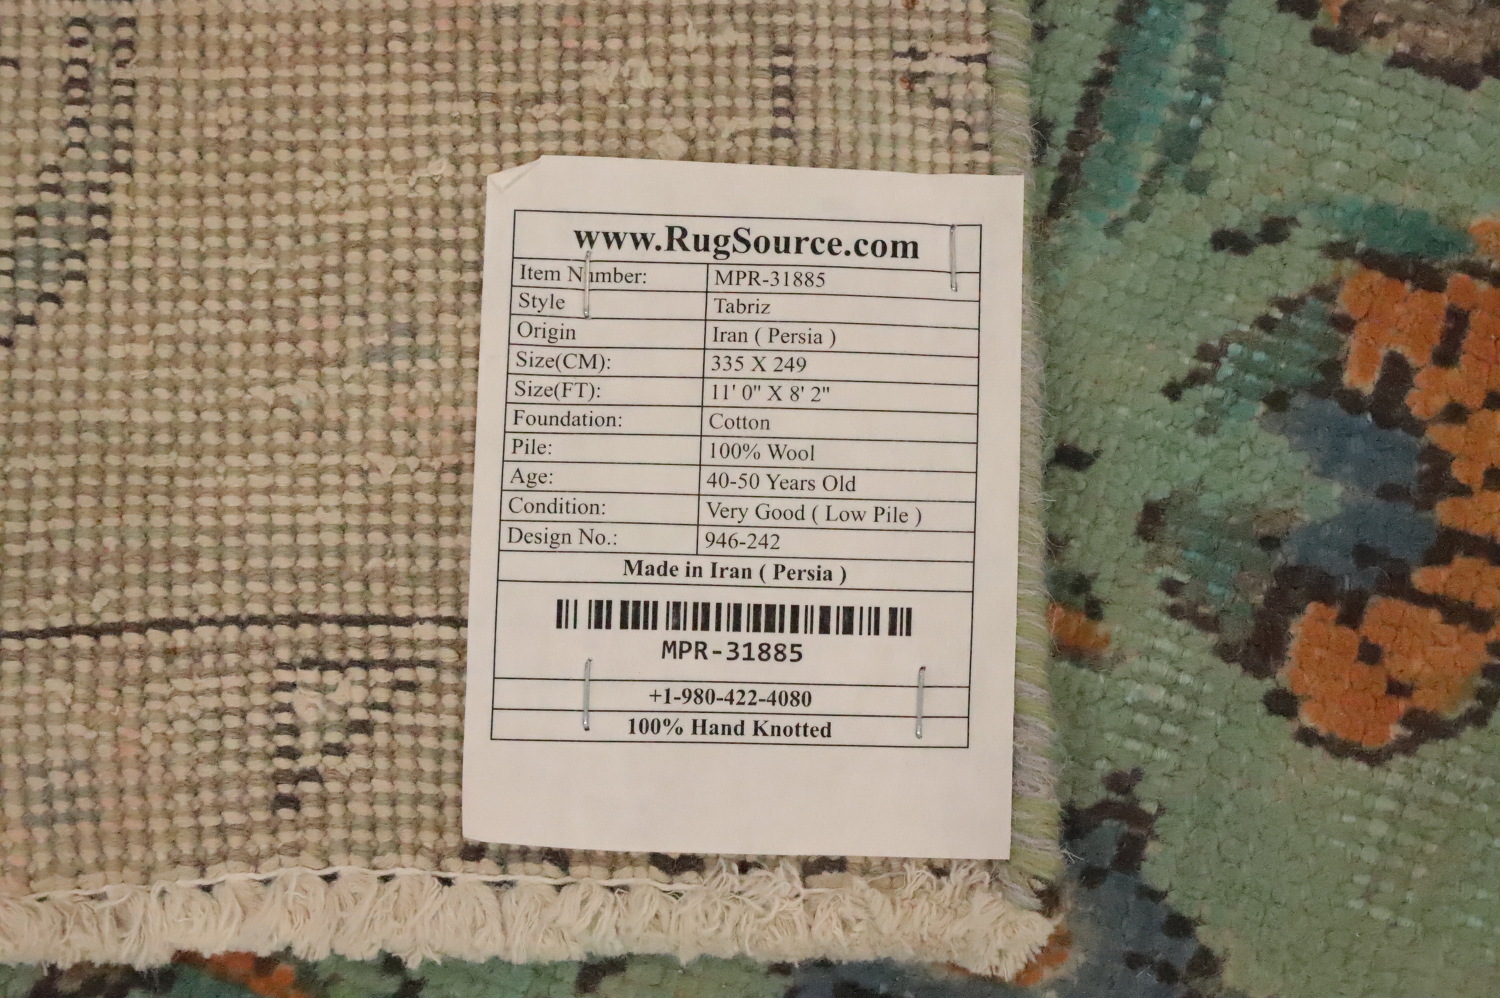 www.RugSource.com
Item Number: MPR-31885
Style Tabriz
Origin Iran ( Persia )
Size(CM): 335 X 249
Size(FT): 11' 0" X 8' 2"
Foundation: Cotton
Pile: 100% Wool
Age: 40-50 Years Old
Condition: Very Good ( Low Pile )
Design No.: 946-242
Made in Iran ( Persia )
MPR-31885
+1-980-422-4080
100% Hand Knotted